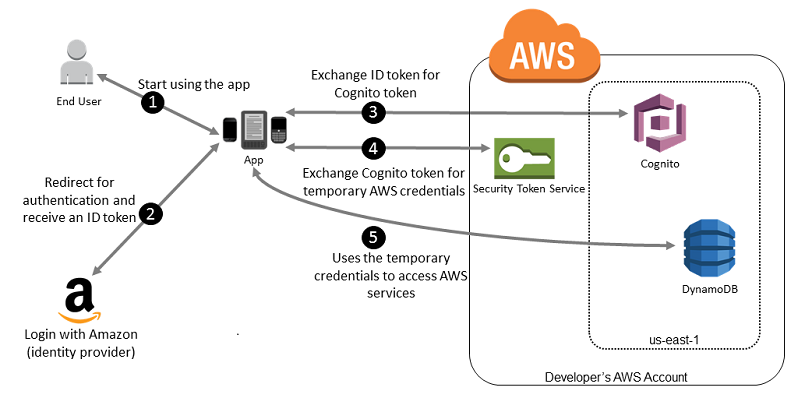 AWS
End User
1
Start using the app
App
Exchange ID token for
Cognito token
3
4
Exchange Cognito token for
temporary AWS credentials
Cognito
Security Token Service
Redirect for
authentication and
receive an ID token
2
5
Uses the temporary
credentials to access AWS
services
DynamoDB
a
Login with Amazon
(identity provider)
us-east-1
Developer's AWS Account